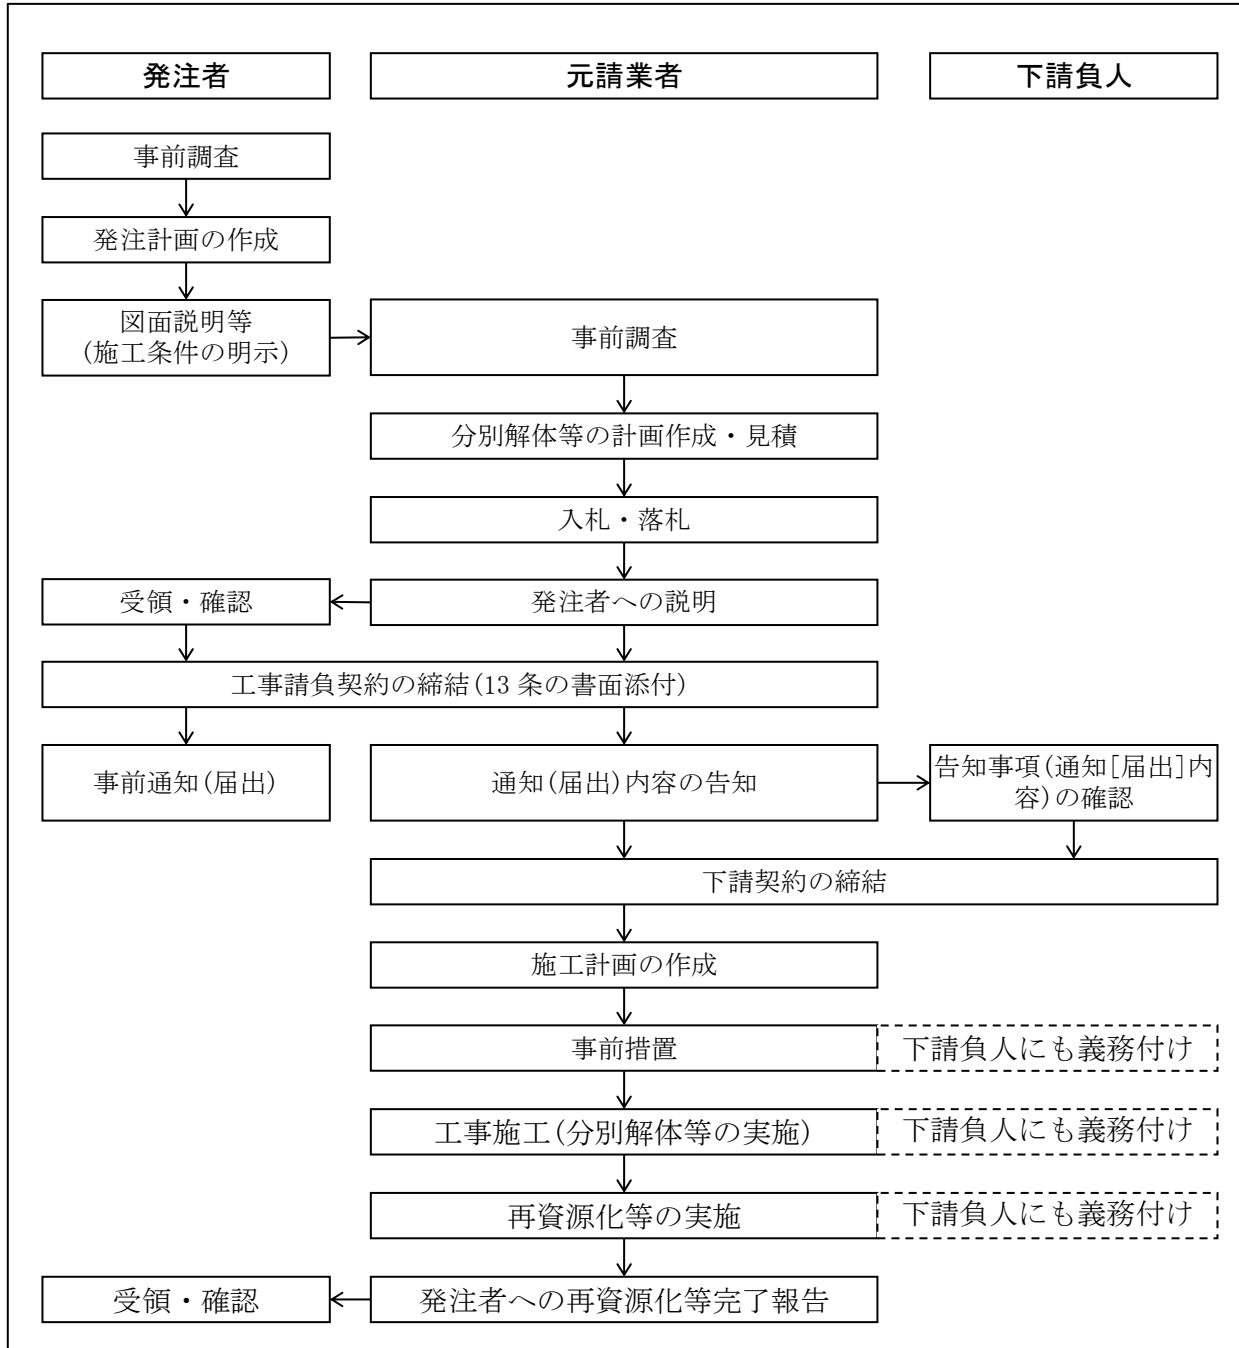 発注者
元請業者
下請負人
事前調査
発注計画の作成
図面説明等
(施工条件の明示)
事前調査
分別解体等の計画作成・見積
入札・落札
受領・確認
発注者への説明
工事請負契約の締結(13 条の書面添付)
事前通知(届出)
通知(届出)内容の告知
告知事項(通知[届出]内
容)の確認
下請契約の締結
施工計画の作成
事前措置
下請負人にも義務付け
工事施工(分別解体等の実施)
下請負人にも義務付け
再資源化等の実施
下請負人にも義務付け
受領・確認
発注者への再資源化等完了報告